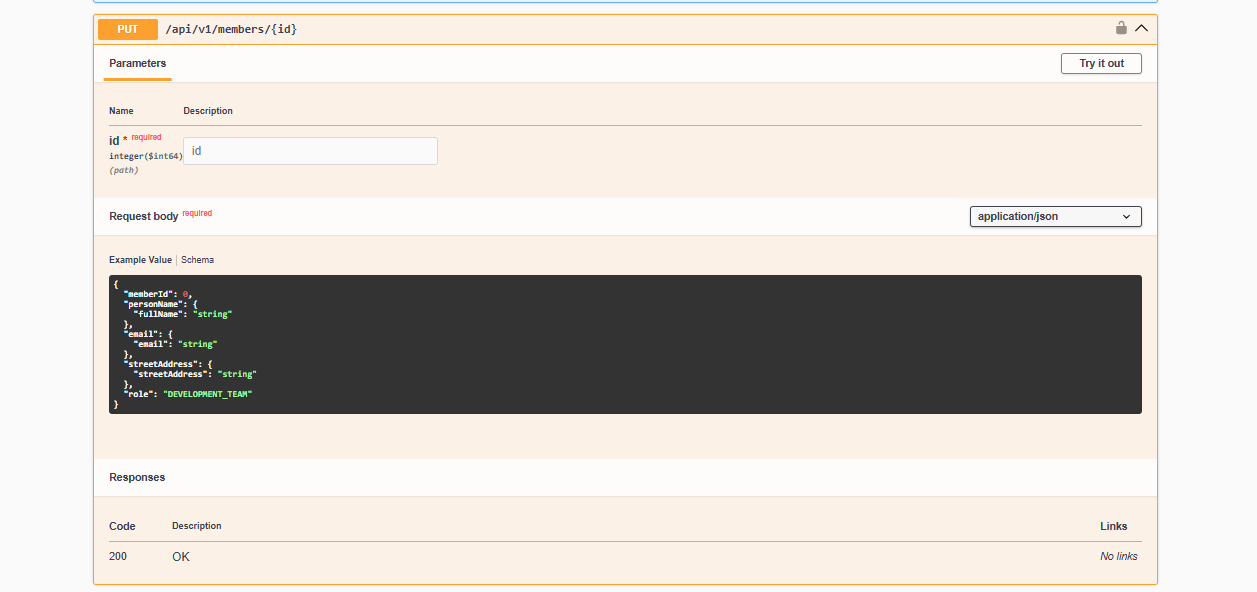 PUT /api/v1/members/{id}
Parameters Try it out
Name Description
id * required
id
integer($int64)
(path)
Request body required application/json
Example Value | Schema
{
"memberId": 0,
"personName": {
"fullName": "string"
},
"email": {
"email": "string"
},
"streetAddress": {
"streetAddress": "string"
},
"role": "DEVELOPMENT_TEAM"
}
Responses
Code Description Links
200 OK No links